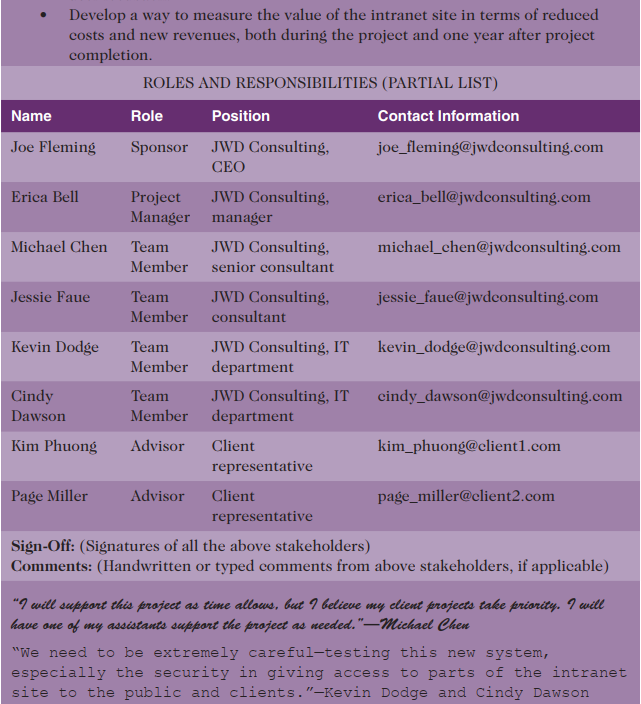 • Develop a way to measure the value of the intranet site in terms of reduced
costs and new revenues, both during the project and one year after project
completion.
ROLES AND RESPONSIBILITIES (PARTIAL LIST)
Name Role Position Contact Information
Joe Fleming Sponsor JWD Consulting, joe_fleming@jwdconsulting.com
CEO
Erica Bell Project JWD Consulting, erica_bell@jwdconsulting.com
Manager manager
Michael Chen Team JWD Consulting, michael_chen@jwdconsulting.com
Member senior consultant
Jessie Faue Team JWD Consulting, jessie_faue@jwdconsulting.com
Member consultant
Kevin Dodge Team JWD Consulting, IT kevin_dodge@jwdconsulting.com
Member department
Cindy Team JWD Consulting, IT cindy_dawson@jwdconsulting.com
Dawson Member department
Kim Phuong Advisor Client kim_phuong@client1.com
representative
Page Miller Advisor Client page_miller@client2.com
representative
Sign-Off: (Signatures of all the above stakeholders)
Comments: (Handwritten or typed comments from above stakeholders, if applicable)
"I will support this project as time allows, but I believe my client projects take priority. I will
have one of my assistants support the project as needed."—Michael Chen
"We need to be extremely careful—testing this new system,
especially the security in giving access to parts of the intranet
site to the public and clients."—Kevin Dodge and Cindy Dawson